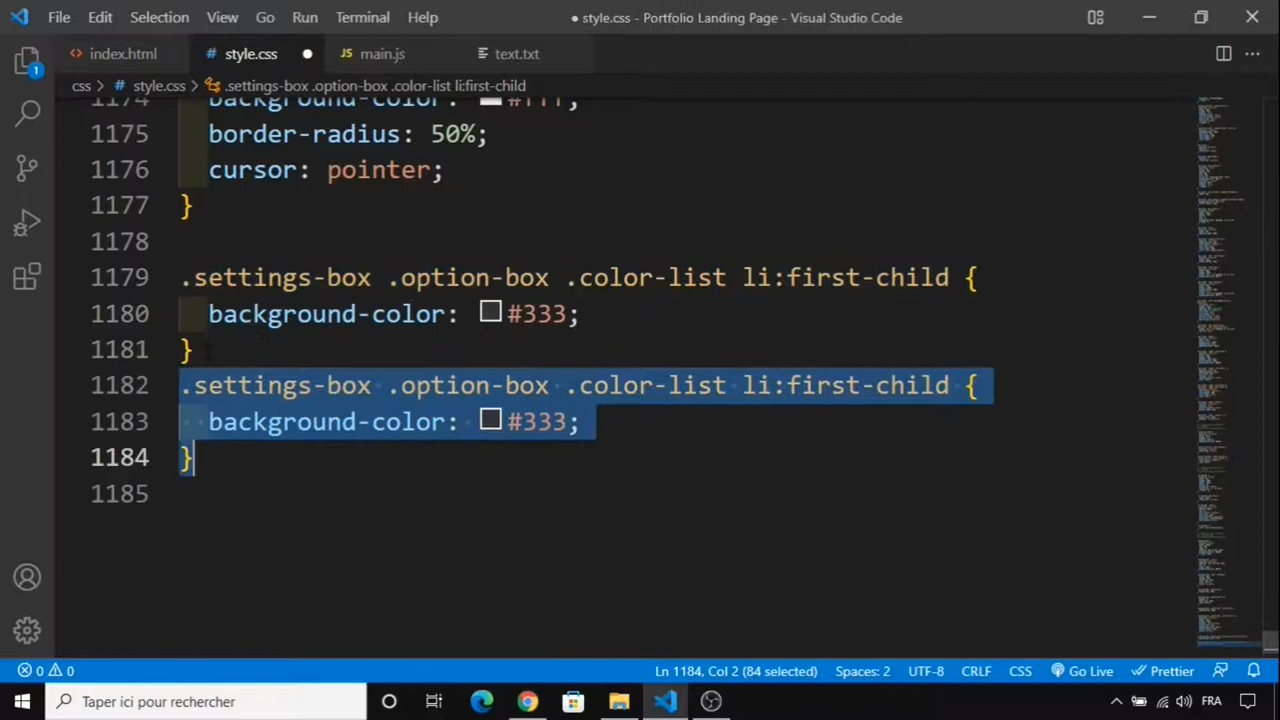 File Edit Selection View Go Run Terminal Help ● style.css - Portfolio Landing Page - Visual Studio Code
index.html # style.css ● JS main.js text.txt
1
css > # style.css > .settings-box .option-box .color-list li:first-child
1174 background-color: #fff;
1175 border-radius: 50%;
1176 cursor: pointer;
1177 }
1178
1179 .settings-box .option-box .color-list li:first-child {
1180 background-color: #333;
1181 }
1182 .settings-box .option-box .color-list li:first-child {
1183 background-color: #333;
1184 }
1185
0 0 Ln 1184, Col 2 (84 selected) Spaces: 2 UTF-8 CRLF CSS Go Live Prettier
Taper ici pour rechercher FRA